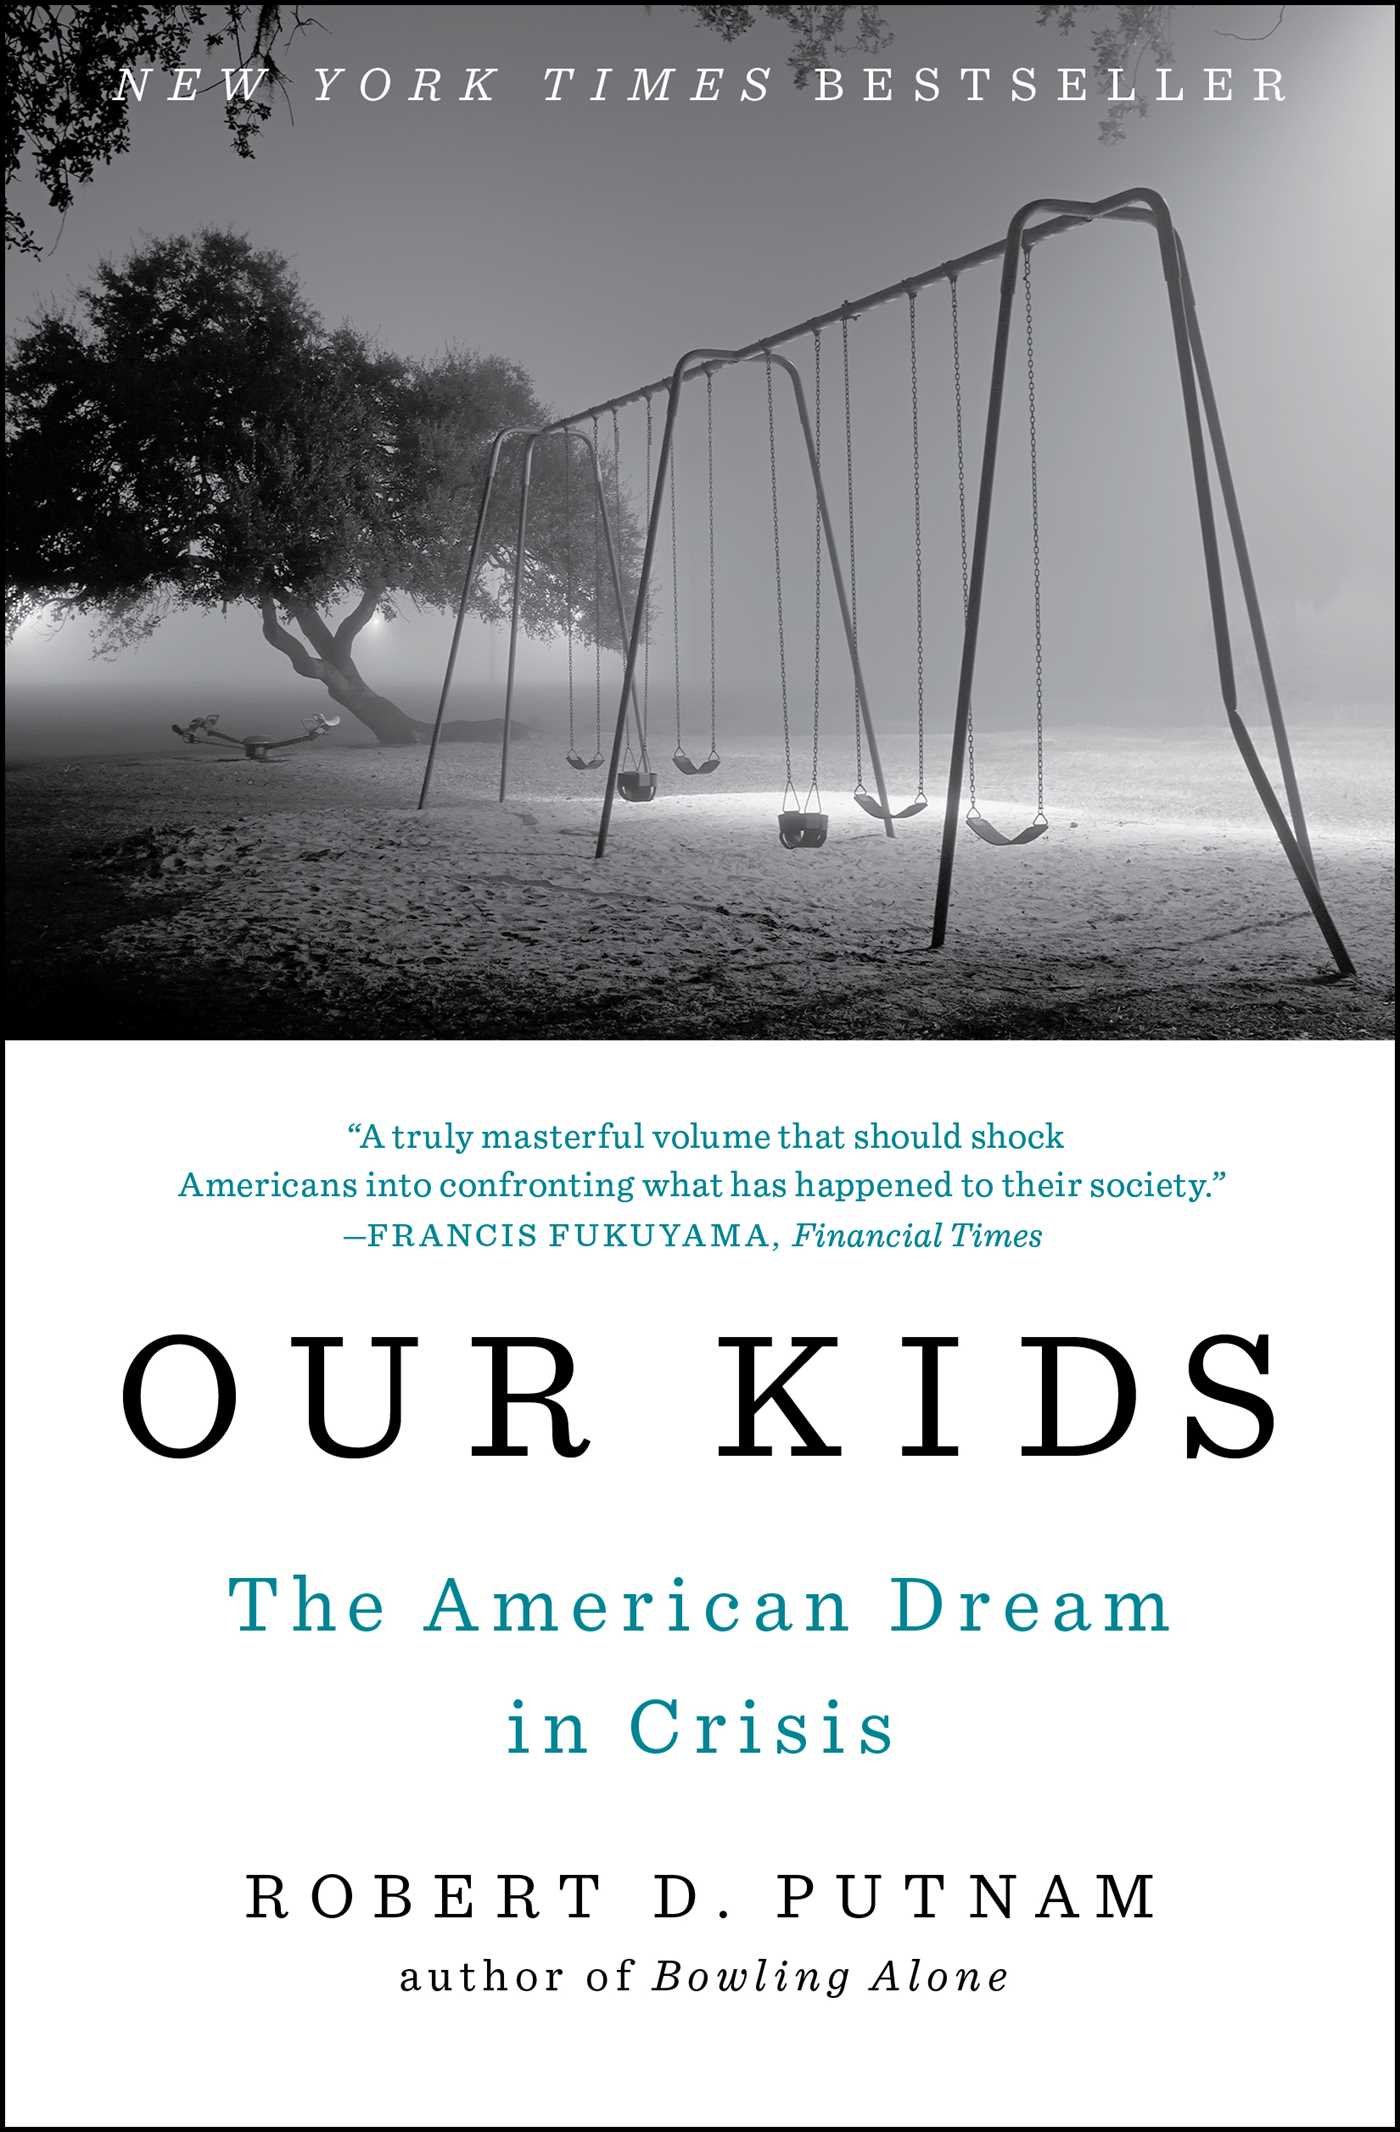 NEW YORK TIMES BESTSELLER
“A truly masterful volume that should shock
Americans into confronting what has happened to their society.”
—FRANCIS FUKUYAMA, Financial Times
OUR KIDS
The American Dream
in Crisis
ROBERT D. PUTNAM
author of Bowling Alone